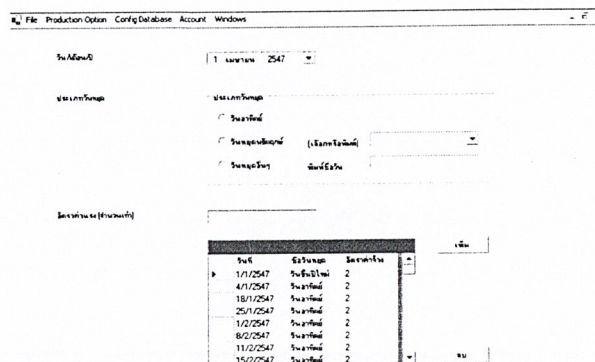 File Production Option Config Database Account Windows
วัน/เดือน/ปี
1 เมษายน 2547
ประเภทวันหยุด
ประเภทวันหยุด
วันอาทิตย์
วันหยุดนขัตฤกษ์ (เลือกหรือพิมพ์)
วันหยุดอื่นๆ พิมพ์ชื่อวัน
อัตราค่าแรง (จำนวนเท่า)
เพิ่ม
วันที่ ชื่อวันหยุด อัตราค่าจ้าง
1/1/2547 วันขึ้นปีใหม่ 2
4/1/2547 วันอาทิตย์ 2
18/1/2547 วันอาทิตย์ 2
25/1/2547 วันอาทิตย์ 2
1/2/2547 วันอาทิตย์ 2
8/2/2547 วันอาทิตย์ 2
11/2/2547 วันอาทิตย์ 2
15/2/2547 วันอาทิตย์ 2
ลบ